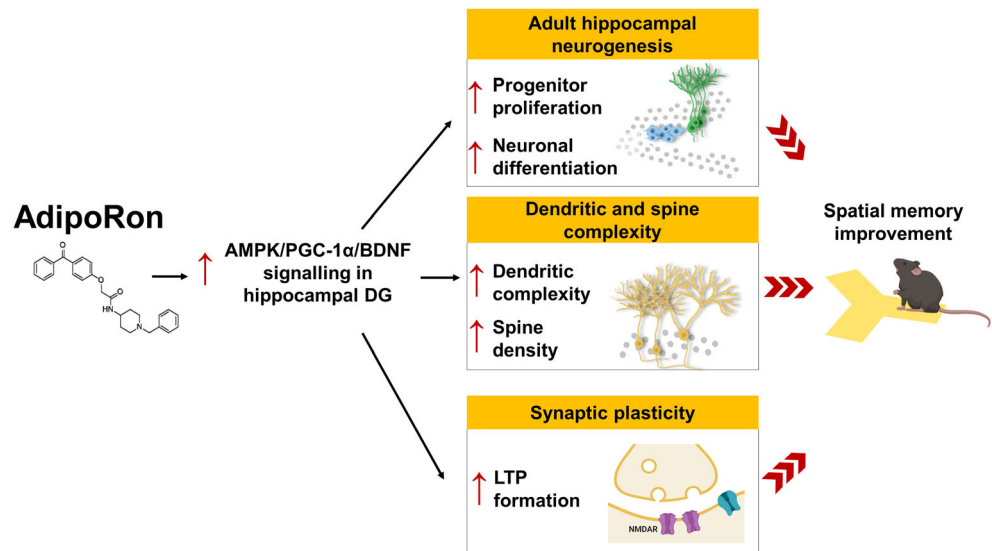 AdipoRon
O
O
O
HN
N
AMPK/PGC-1α/BDNF
signalling in
hippocampal DG
Adult hippocampal
neurogenesis
Progenitor
proliferation
Neuronal
differentiation
Dendritic and spine
complexity
Dendritic
complexity
Spine
density
Synaptic plasticity
LTP
formation
NMDAR
Spatial memory
improvement